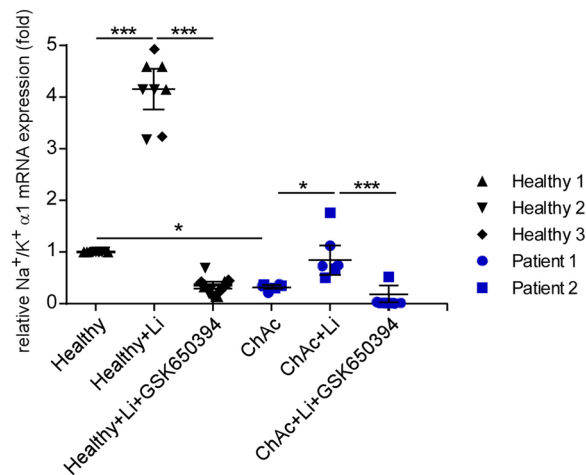 relative Na⁺/K⁺ α1 mRNA expression (fold)
5
4
3
2
1
0
*** ***
* ***
*
Healthy
Healthy+Li
Healthy+Li+GSK650394
ChAc
ChAc+Li
ChAc+Li+GSK650394
Healthy 1
Healthy 2
Healthy 3
Patient 1
Patient 2